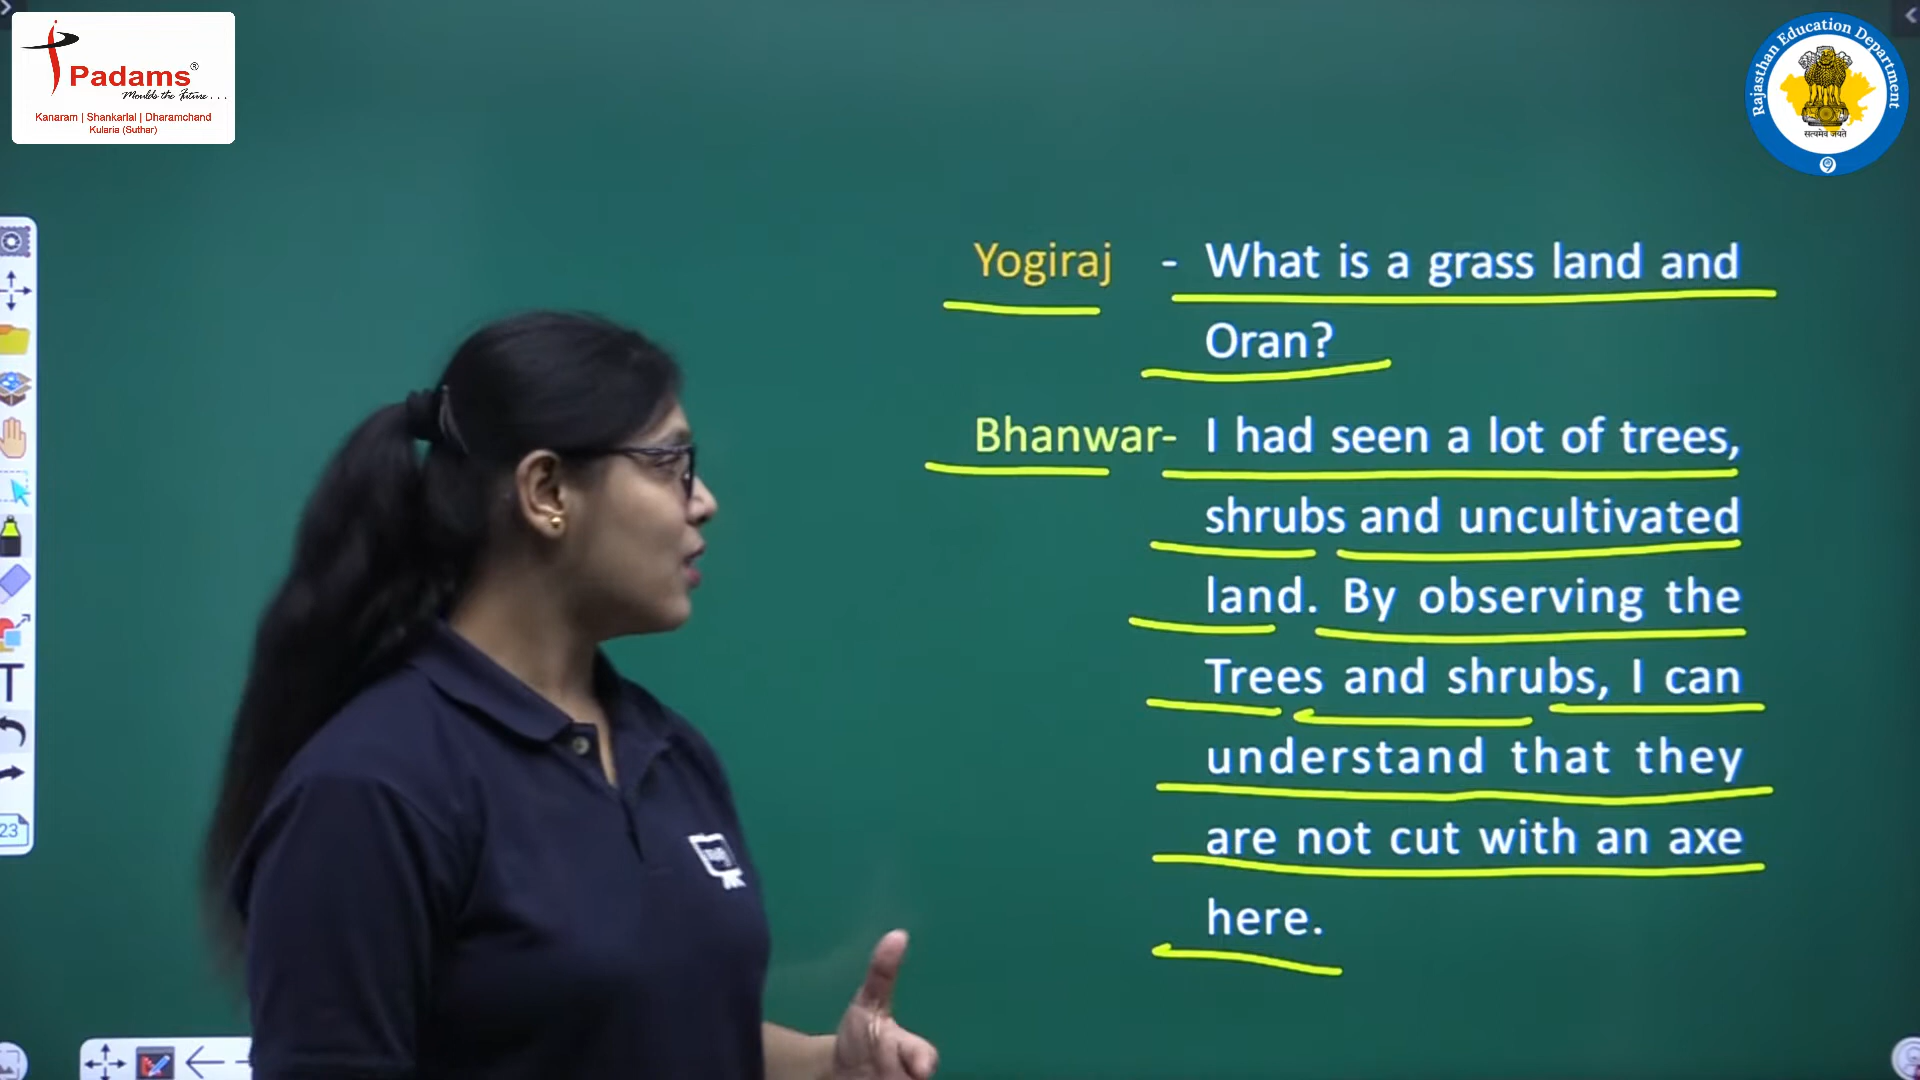 Padams®
Moulds the Future . . .
Kanaram | Shankarlal | Dharamchand
Kularia (Suthar)
Rajasthan Education Department
सत्यमेव जयते
Yogiraj - What is a grass land and
Oran?
Bhanwar- I had seen a lot of trees,
shrubs and uncultivated
land. By observing the
Trees and shrubs, I can
understand that they
are not cut with an axe
here.
T
23